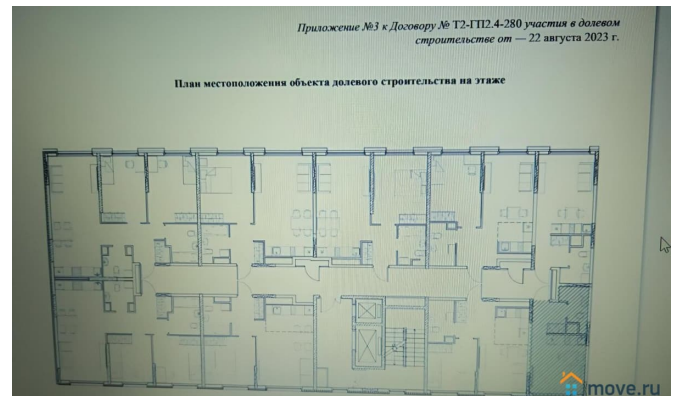 Приложение №3 к Договору № Т2-ГП2.4-280 участия в долевом
строительстве от — 22 августа 2023 г.
План местоположения объекта долевого строительства на этаже
move.ru